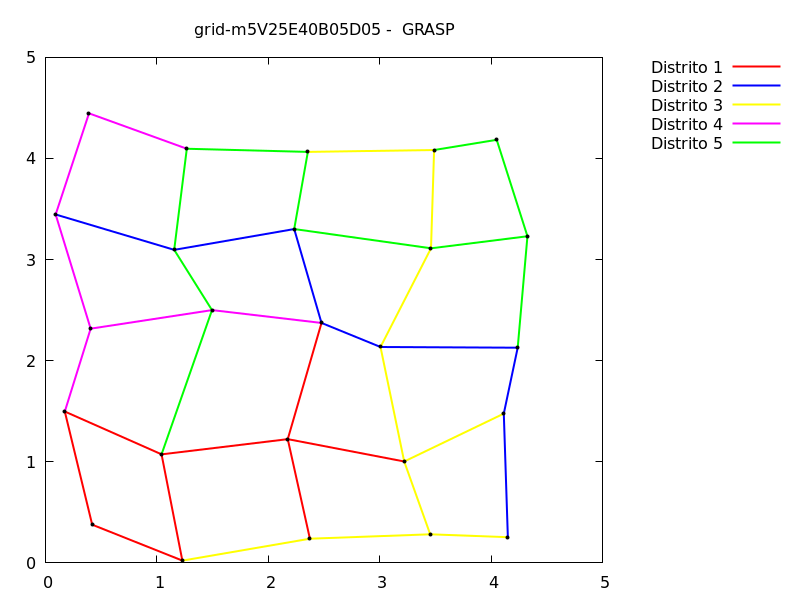 grid-m5V25E40B05D05 -  GRASP
Distrito 1
Distrito 2
Distrito 3
Distrito 4
Distrito 5
5
4
3
2
1
0
0 1 2 3 4 5